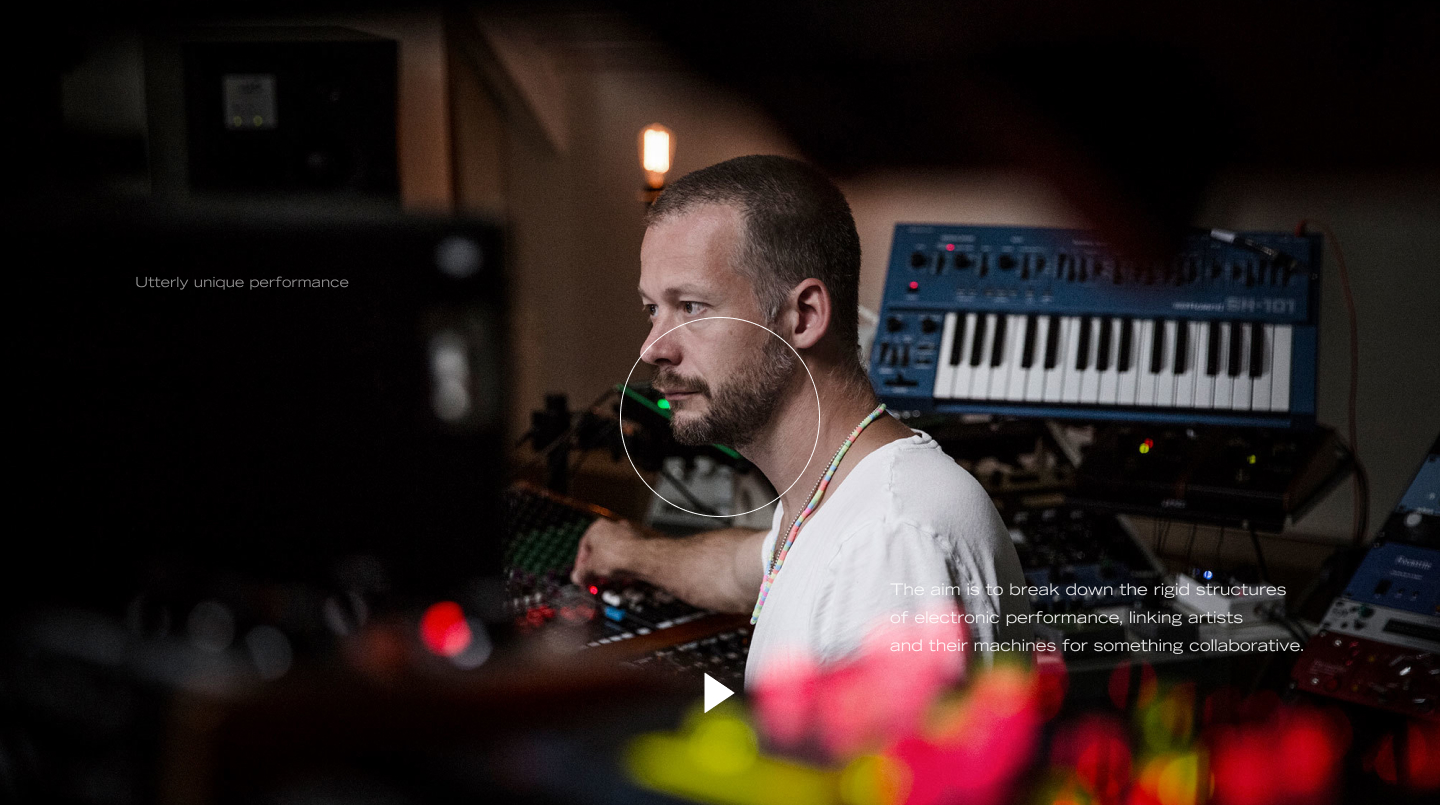 Utterly unique performance
SH-101
The aim is to break down the rigid structures
of electronic performance, linking artists
and their machines for something collaborative.